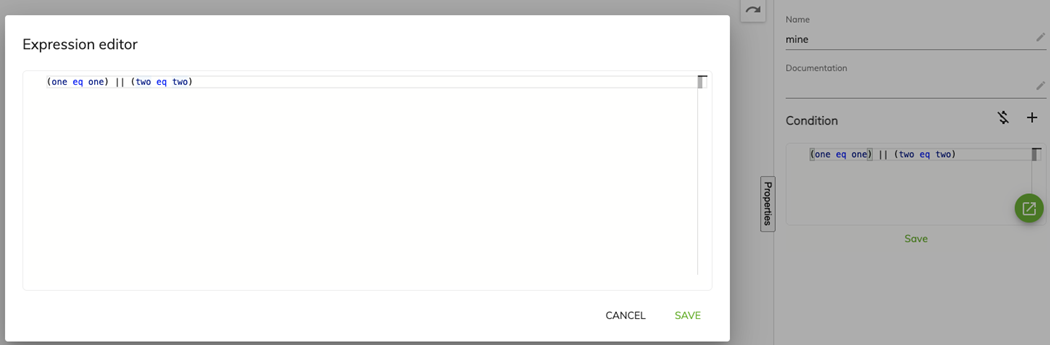 Expression editor
(one eq one) || (two eq two)
CANCEL
SAVE
Properties
Name
mine
Documentation
Condition
(one eq one) || (two eq two)
Save